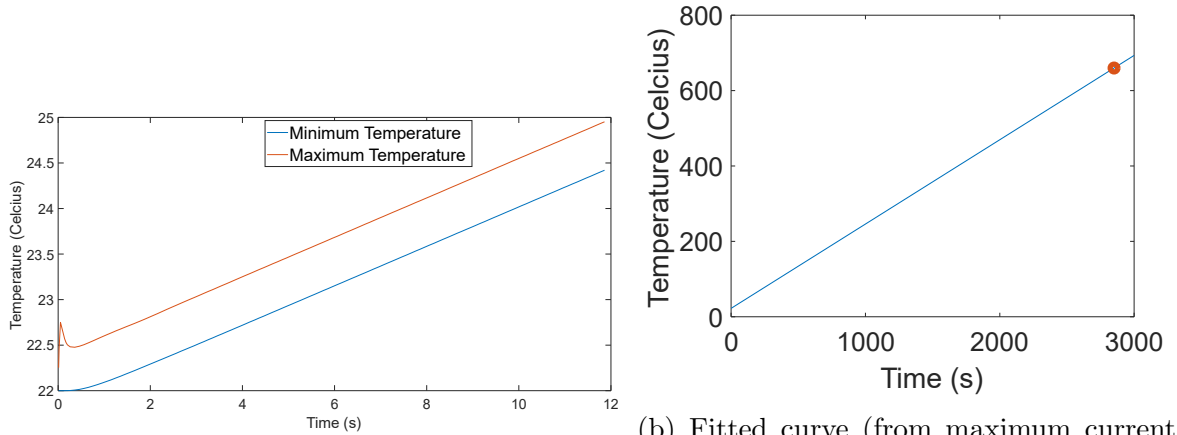 25
24.5
24
23.5
23
22.5
22
Temperature (Celcius)
Minimum Temperature
Maximum Temperature
0 2 4 6 8 10 12
Time (s)
800
600
400
200
0
Temperature (Celcius)
0 1000 2000 3000
Time (s)
(b) Fitted curve (from maximum current